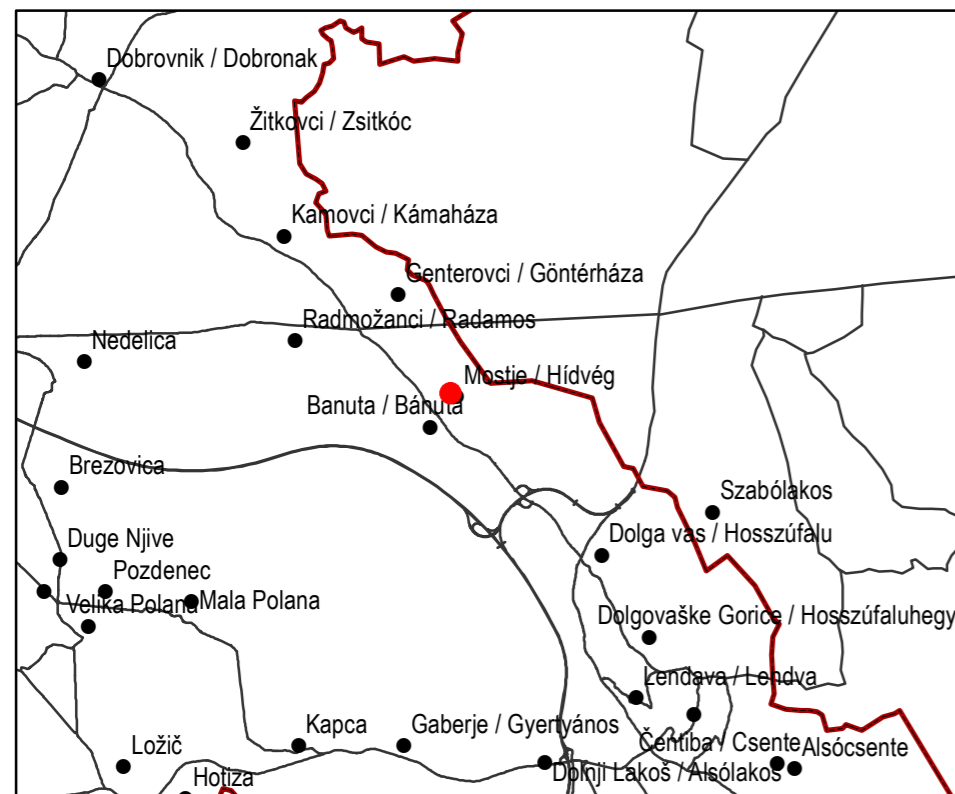 Dobrovnik / Dobronak
Žitkovci / Zsitkóc
Kamovci / Kámaháza
Genterovci / Göntérháza
Radmožanci / Radamos
Nedelica
Mostje / Hídvég
Banuta / Bánuta
Brezovica
Szabólakos
Dolga vas / Hosszúfalu
Duge Njive
Pozdenec
Mala Polana
Velika Polana
Dolgovaške Gorice / Hosszúfaluhegy
Lendava / Lendva
Kapca
Gaberje / Gyertyános
Čentiba / Csente
Alsócsente
Ložič
Dolnji Lakoš / Alsólakos
Hotiza